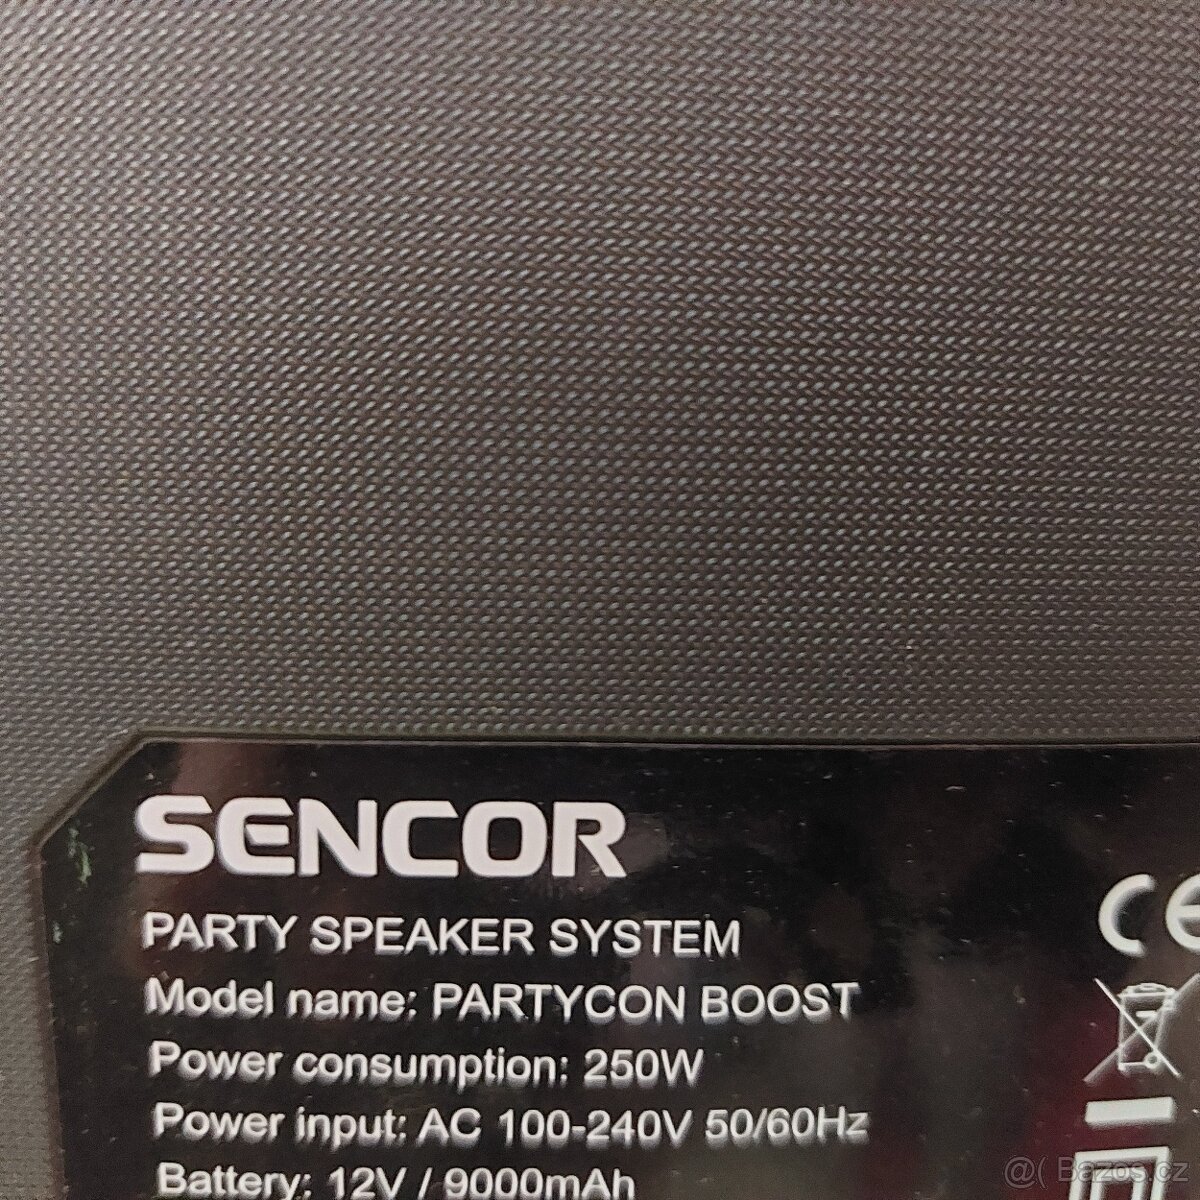 SENCOR
PARTY SPEAKER SYSTEM
Model name: PARTYCON BOOST
Power consumption: 250W
Power input: AC 100-240V 50/60Hz
Battery: 12V / 9000mAh
CE
@( Bazos.cz